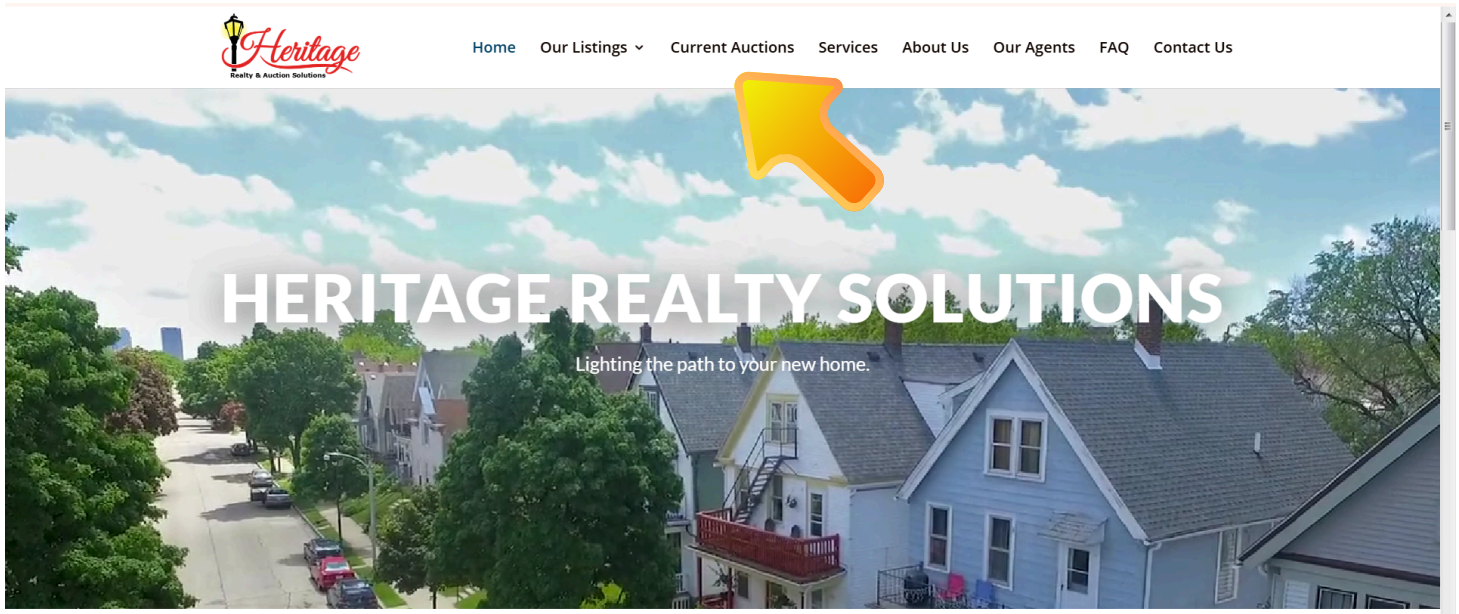 Heritage
Realty & Auction Solutions
Home Our Listings Current Auctions Services About Us Our Agents FAQ Contact Us
HERITAGE REALTY SOLUTIONS
Lighting the path to your new home.